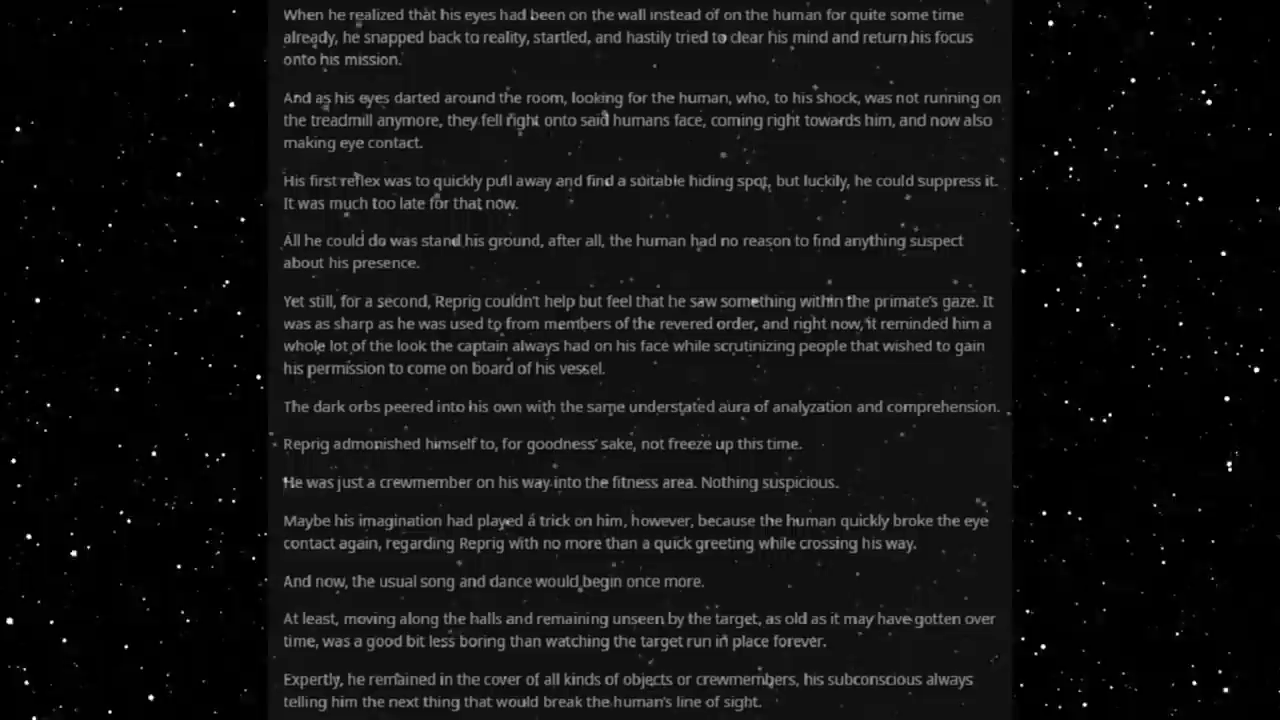 When he realized that his eyes had been on the wall instead of on the human for quite some time
already, he snapped back to reality, startled, and hastily tried to clear his mind and return his focus
onto his mission.
And as his eyes darted around the room, looking for the human, who, to his shock, was not running on
the treadmill anymore, they fell right onto said humans face, coming right towards him, and now also
making eye contact.
His first reflex was to quickly pull away and find a suitable hiding spot, but luckily, he could suppress it.
It was much too late for that now.
All he could do was stand his ground, after all, the human had no reason to find anything suspect
about his presence.
Yet still, for a second, Reprig couldn't help but feel that he saw something within the primate's gaze. It
was as sharp as he was used to from members of the revered order, and right now, it reminded him a
whole lot of the look the captain always had on his face while scrutinizing people that wished to gain
his permission to come on board of his vessel.
The dark orbs peered into his own with the same understated aura of analyzation and comprehension.
Reprig admonished himself to, for goodness' sake, not freeze up this time.
He was just a crewmember on his way into the fitness area. Nothing suspicious.
Maybe his imagination had played a trick on him, however, because the human quickly broke the eye
contact again, regarding Reprig with no more than a quick greeting while crossing his way.
And now, the usual song and dance would begin once more.
At least, moving along the halls and remaining unseen by the target, as old as it may have gotten over
time, was a good bit less boring than watching the target run in place forever.
Expertly, he remained in the cover of all kinds of objects or crewmembers, his subconscious always
telling him the next thing that would break the human's line of sight.